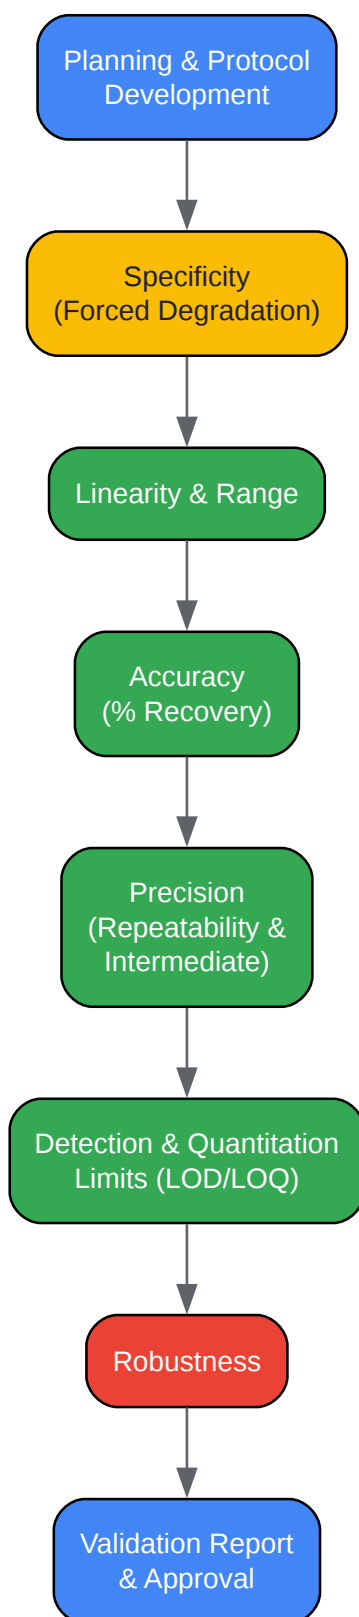 Planning & Protocol
Development
Specificity
(Forced Degradation)
Linearity & Range
Accuracy
(% Recovery)
Precision
(Repeatability &
Intermediate)
Detection & Quantitation
Limits (LOD/LOQ)
Robustness
Validation Report
& Approval